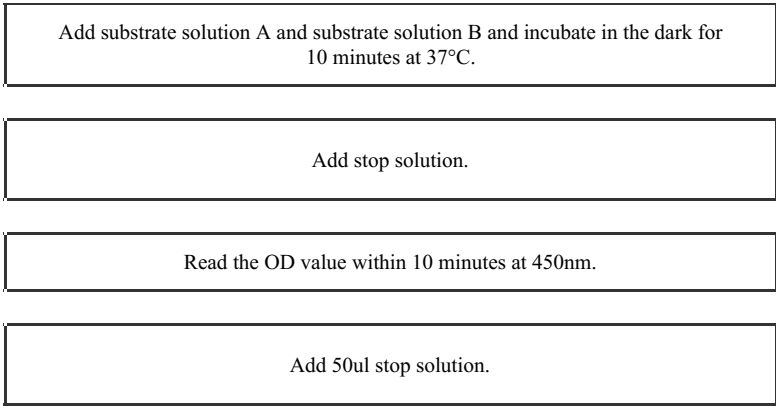 Add substrate solution A and substrate solution B and incubate in the dark for
10 minutes at 37°C.
Add stop solution.
Read the OD value within 10 minutes at 450nm.
Add 50ul stop solution.